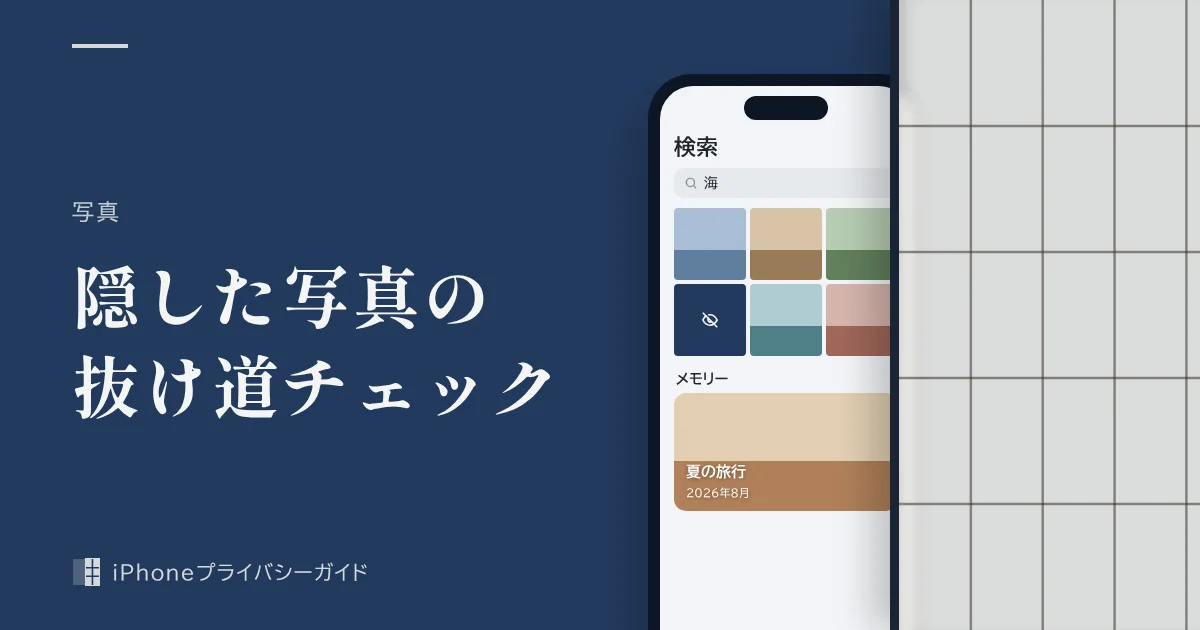 写真
隠した写真の
抜け道チェック
iPhoneプライバシーガイド
検索
海
メモリー
夏の旅行
2026年8月